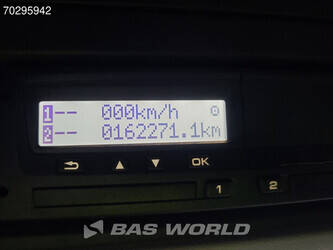 70295942
1-- 000km/h
2-- 0162271.1km
OK
1
2
BAS WORLD